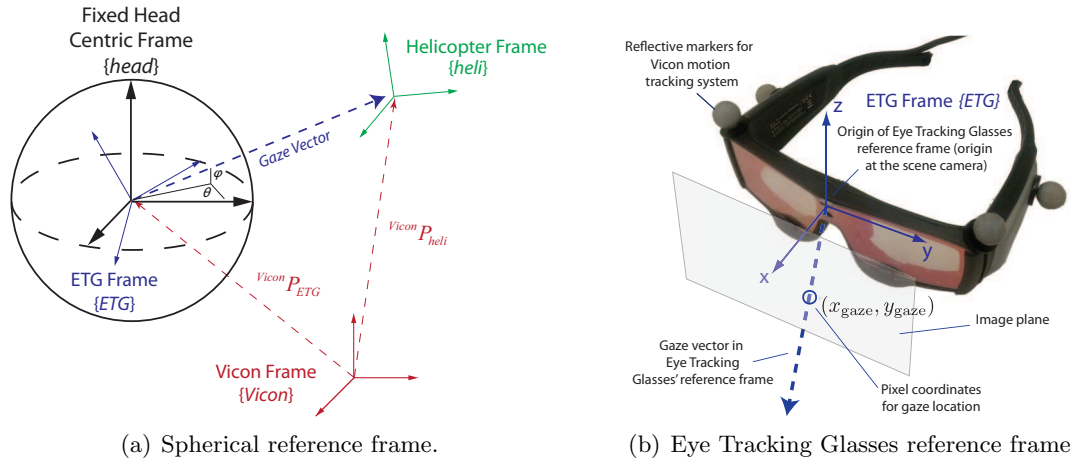 Fixed Head
Centric Frame
{head}
Helicopter Frame
{heli}
Gaze Vector
φ
θ
ETG Frame
{ETG}
Vicon P_ETG
Vicon P_heli
Vicon Frame
{Vicon}
(a) Spherical reference frame.
Reflective markers for
Vicon motion
tracking system
ETG Frame {ETG}
z
Origin of Eye Tracking Glasses
reference frame (origin
at the scene camera)
y
x
(x_gaze, y_gaze)
Image plane
Gaze vector in
Eye Tracking
Glasses' reference frame
Pixel coordinates
for gaze location
(b) Eye Tracking Glasses reference frame